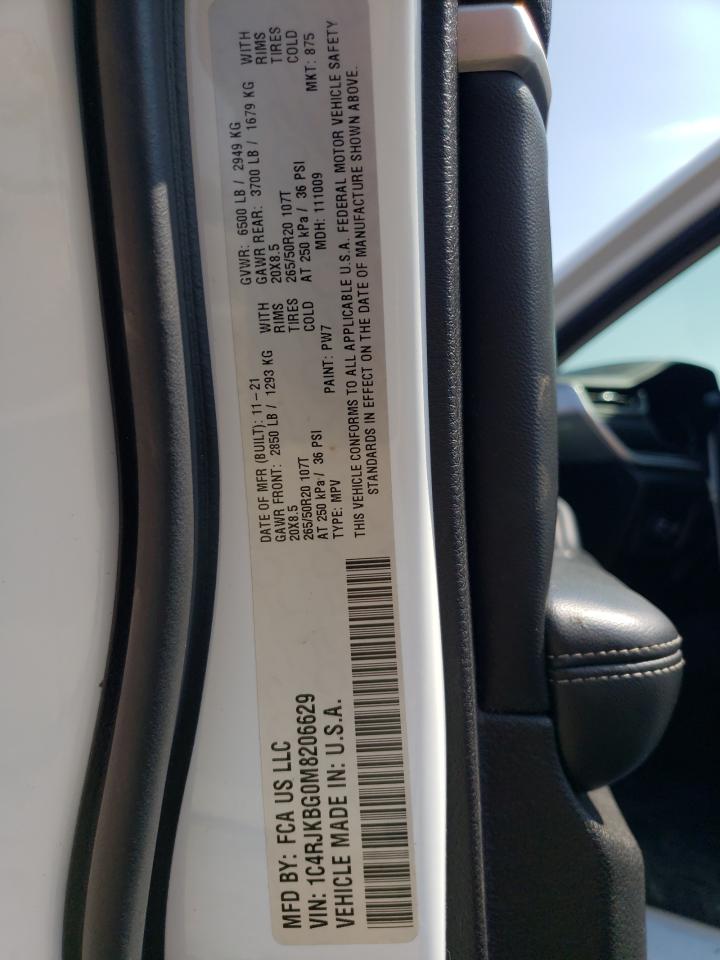 MFD BY: FCA US LLC
VIN: 1C4RJKBG0M8206629
VEHICLE MADE IN: U.S.A.
DATE OF MFR (BUILT): 11-21 GVWR: 6500 LB / 2949 KG
GAWR FRONT: 2850 LB / 1293 KG WITH GAWR REAR: 3700 LB / 1679 KG WITH
20X8.5 RIMS 20X8.5 RIMS
265/50R20 107T TIRES 265/50R20 107T TIRES
AT 250 kPa / 36 PSI COLD AT 250 kPa / 36 PSI COLD
TYPE: MPV PAINT: PW7 MDH: 111009 MKT: 875
THIS VEHICLE CONFORMS TO ALL APPLICABLE U.S.A. FEDERAL MOTOR VEHICLE SAFETY
STANDARDS IN EFFECT ON THE DATE OF MANUFACTURE SHOWN ABOVE.